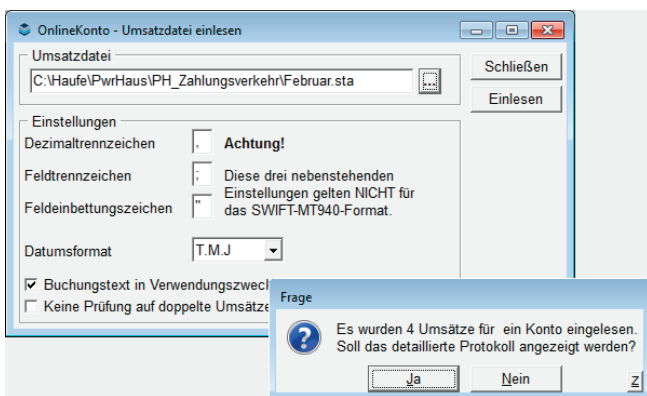 OnlineKonto - Umsatzdatei einlesen
Umsatzdatei
C:\Haufe\PwrHaus\PH_Zahlungsverkehr\Februar.sta
...
Schließen
Einlesen
Einstellungen
Dezimaltrennzeichen , Achtung!
Feldtrennzeichen ; Diese drei nebenstehenden
Einstellungen gelten NICHT für
Feldeinbettungszeichen " das SWIFT-MT940-Format.
Datumsformat T.M.J
Buchungstext in Verwendungszweck
Keine Prüfung auf doppelte Umsätze
Frage
Es wurden 4 Umsätze für ein Konto eingelesen.
Soll das detaillierte Protokoll angezeigt werden?
Ja Nein Z